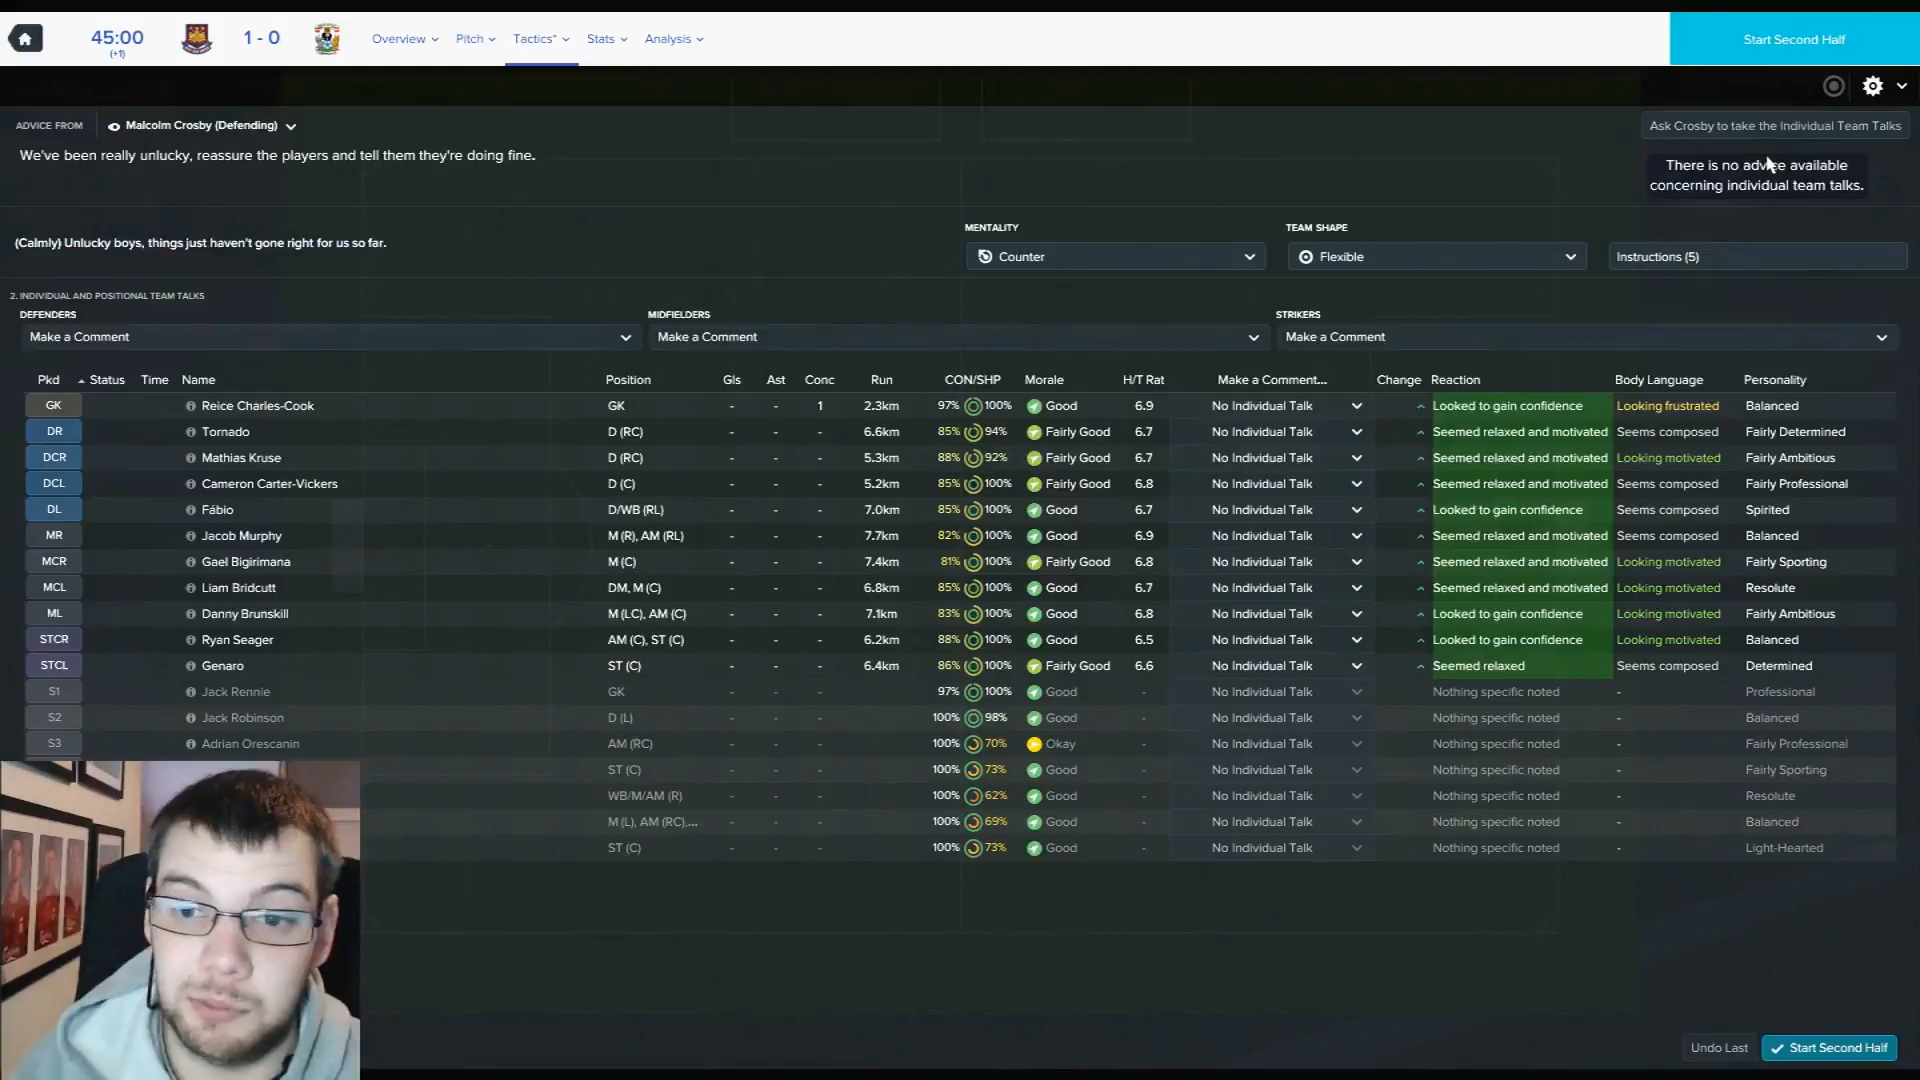 45:00
(+1)
1 - 0
Overview
Pitch
Tactics*
Stats
Analysis
Start Second Half
ADVICE FROM
Malcolm Crosby (Defending)
Ask Crosby to take the Individual Team Talks
We've been really unlucky, reassure the players and tell them they're doing fine.
There is no advice available
concerning individual team talks.
(Calmly) Unlucky boys, things just haven't gone right for us so far.
MENTALITY
Counter
TEAM SHAPE
Flexible
Instructions (5)
2. INDIVIDUAL AND POSITIONAL TEAM TALKS
DEFENDERS MIDFIELDERS STRIKERS
Make a Comment Make a Comment Make a Comment
Pkd Status Time Name Position Gls Ast Conc Run CON/SHP Morale H/T Rat Make a Comment... Change Reaction Body Language Personality
GK Reice Charles-Cook GK - - 1 2.3km 97% 100% Good 6.9 No Individual Talk Looked to gain confidence Looking frustrated Balanced
DR Tornado D (RC) - - - 6.6km 85% 94% Fairly Good 6.7 No Individual Talk Seemed relaxed and motivated Seems composed Fairly Determined
DCR Mathias Kruse D (RC) - - - 5.3km 88% 92% Fairly Good 6.7 No Individual Talk Seemed relaxed and motivated Looking motivated Fairly Ambitious
DCL Cameron Carter-Vickers D (C) - - - 5.2km 85% 100% Fairly Good 6.8 No Individual Talk Seemed relaxed and motivated Seems composed Fairly Professional
DL Fábio D/WB (RL) - - - 7.0km 85% 100% Good 6.7 No Individual Talk Looked to gain confidence Seems composed Spirited
MR Jacob Murphy M (R), AM (RL) - - - 7.7km 82% 100% Good 6.9 No Individual Talk Seemed relaxed and motivated Seems composed Balanced
MCR Gael Bigirimana M (C) - - - 7.4km 81% 100% Fairly Good 6.8 No Individual Talk Seemed relaxed and motivated Looking motivated Fairly Sporting
MCL Liam Bridcutt DM, M (C) - - - 6.8km 85% 100% Good 6.7 No Individual Talk Seemed relaxed and motivated Looking motivated Resolute
ML Danny Brunskill M (LC), AM (C) - - - 7.1km 83% 100% Good 6.8 No Individual Talk Looked to gain confidence Looking motivated Fairly Ambitious
STCR Ryan Seager AM (C), ST (C) - - - 6.2km 88% 100% Good 6.5 No Individual Talk Looked to gain confidence Looking motivated Balanced
STCL Genaro ST (C) - - - 6.4km 86% 100% Fairly Good 6.6 No Individual Talk Seemed relaxed Seems composed Determined
S1 Jack Rennie GK - - - 97% 100% Good - No Individual Talk Nothing specific noted - Professional
S2 Jack Robinson D (L) - - - 100% 98% Good - No Individual Talk Nothing specific noted - Balanced
S3 Adrian Orescanin AM (RC) - - - 100% 70% Okay - No Individual Talk Nothing specific noted - Fairly Professional
ST (C) - - - 100% 73% Good - No Individual Talk Nothing specific noted - Fairly Sporting
WB/M/AM (R) - - - 100% 62% Good - No Individual Talk Nothing specific noted - Resolute
M (L), AM (RC),... - - - 100% 69% Good - No Individual Talk Nothing specific noted - Balanced
ST (C) - - - 100% 73% Good - No Individual Talk Nothing specific noted - Light-Hearted
Undo Last
Start Second Half